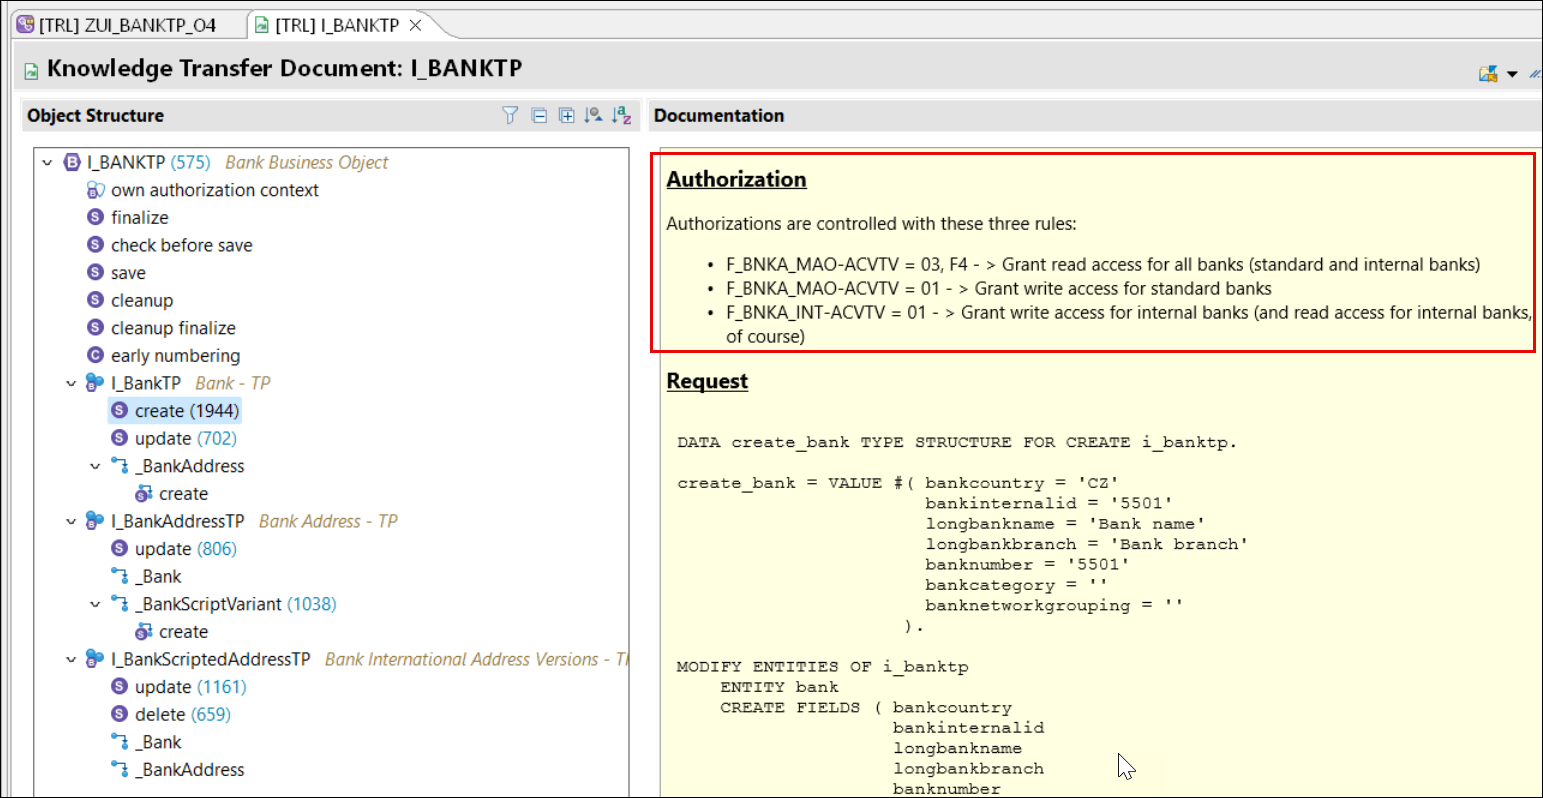 [TRL] ZUI_BANKTP_O4
[TRL] I_BANKTP
Knowledge Transfer Document: I_BANKTP
Object Structure
I_BANKTP (575) Bank Business Object
own authorization context
finalize
check before save
save
cleanup
cleanup finalize
early numbering
I_BankTP Bank - TP
create (1944)
update (702)
_BankAddress
create
I_BankAddressTP Bank Address - TP
update (806)
_Bank
_BankScriptVariant (1038)
create
I_BankScriptedAddressTP Bank International Address Versions -
update (1161)
delete (659)
_Bank
_BankAddress
Documentation
Authorization
Authorizations are controlled with these three rules:
• F_BNKA_MAO-ACVTV = 03, F4 - > Grant read access for all banks (standard and internal banks)
• F_BNKA_MAO-ACVTV = 01 - > Grant write access for standard banks
• F_BNKA_INT-ACVTV = 01 - > Grant write access for internal banks (and read access for internal banks,
of course)
Request
DATA create_bank TYPE STRUCTURE FOR CREATE i_banktp.
create_bank = VALUE #( bankcountry = 'CZ'
bankinternalid = '5501'
longbankname = 'Bank name'
longbankbranch = 'Bank branch'
banknumber = '5501'
bankcategory = ''
banknetworkgrouping = ''
).
MODIFY ENTITIES OF i_banktp
ENTITY bank
CREATE FIELDS ( bankcountry
bankinternalid
longbankname
longbankbranch
banknumber